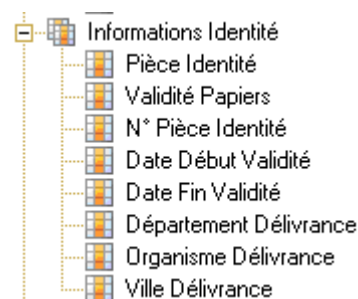 Informations Identité
Pièce Identité
Validité Papiers
N° Pièce Identité
Date Début Validité
Date Fin Validité
Département Délivrance
Organisme Délivrance
Ville Délivrance